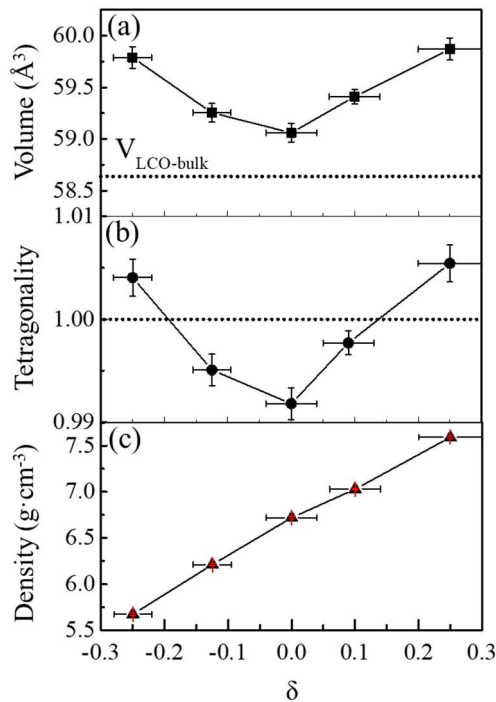 (a)
Volume (Å³)
60.0
59.5
59.0
58.5
V LCO-bulk
(b)
Tetragonality
1.01
1.00
0.99
(c)
Density (g·cm⁻³)
7.5
7.0
6.5
6.0
5.5
-0.3 -0.2 -0.1 0.0 0.1 0.2 0.3
δ